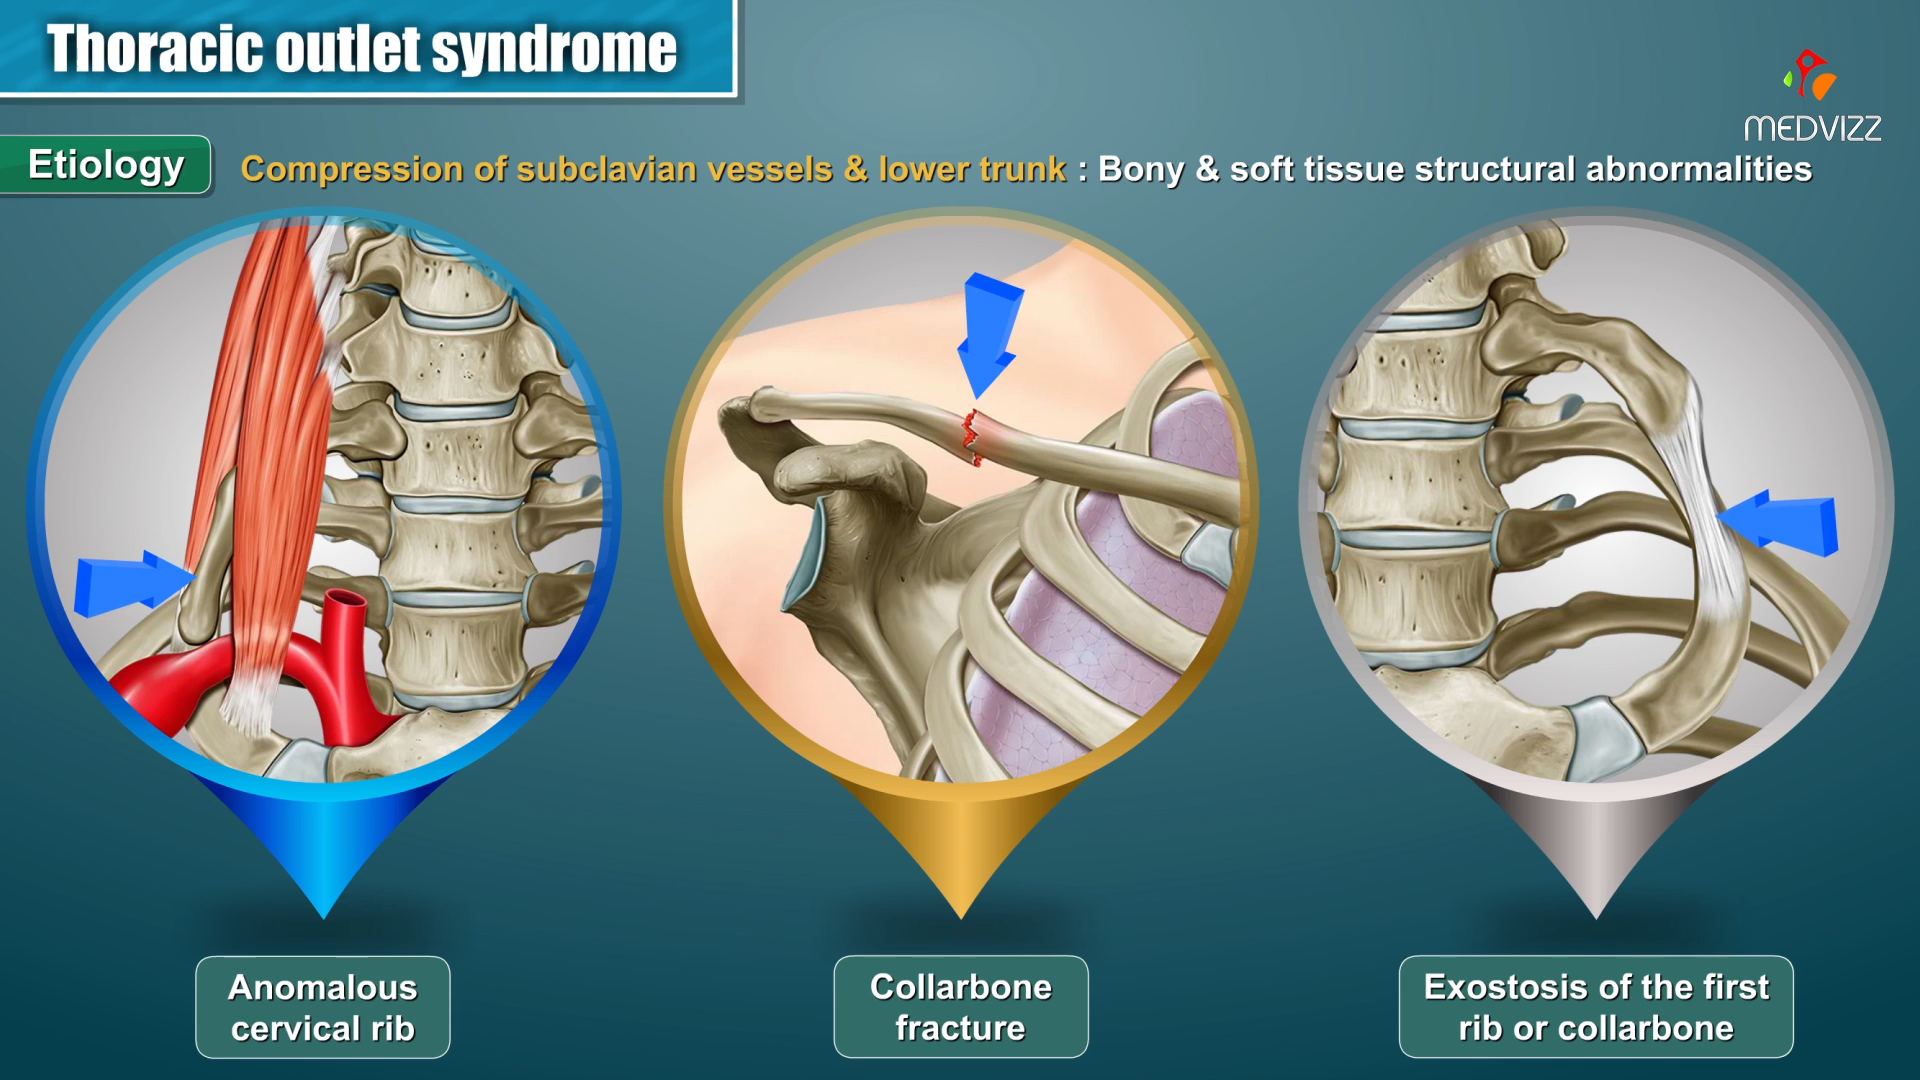 Thoracic outlet syndrome
MEDVIZZ
Etiology
Compression of subclavian vessels & lower trunk : Bony & soft tissue structural abnormalities
Anomalous
cervical rib
Collarbone
fracture
Exostosis of the first
rib or collarbone